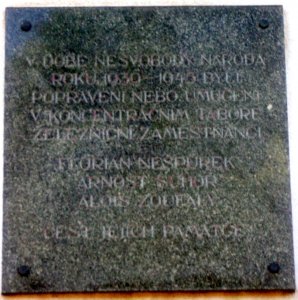 V DOBĚ NESVOBODY NÁRODA
ROKU 1939 - 1945 BYLI
POPRAVENI NEBO UMUČENI
V KONCENTRAČNÍM TÁBOŘE
ŽELEZNIČNÍ ZAMĚSTNANCI
FLORIÁN NESPŮREK
ARNOŠT
ALOIS ZOUFALÝ
ČEST JEJICH PAMÁTCE